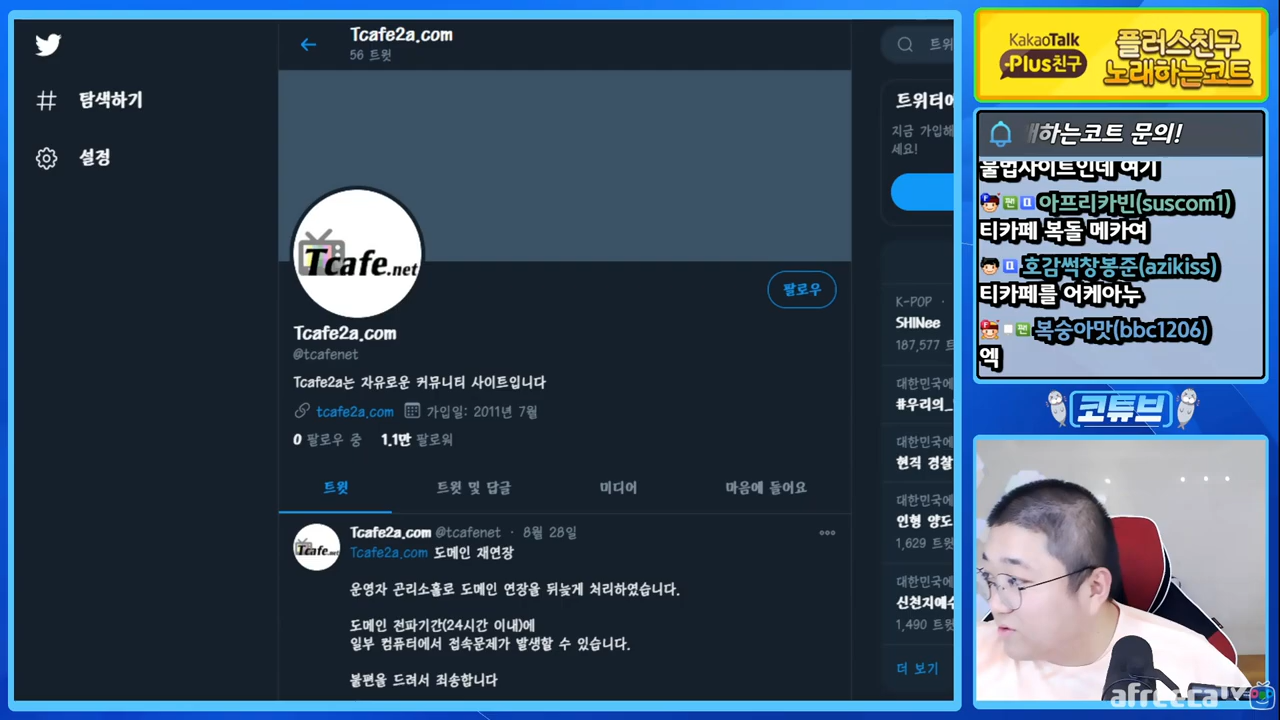 Tcafe2a.com
56 트윗
탐색하기
설정
트위
트위터에
지금 가입해
세요!
Tcafe.net
팔로우
Tcafe2a.com
@tcafenet
Tcafe2a는 자유로운 커뮤니티 사이트입니다
tcafe2a.com 가입일: 2011년 7월
0 팔로우 중 1.1만 팔로워
트윗 트윗 및 답글 미디어 마음에 들어요
Tcafe2a.com @tcafenet · 8월 28일
Tcafe2a.com 도메인 재연장
운영자 곤리소홀로 도메인 연장을 뒤늦게 처리하였습니다.
도메인 전파기간(24시간 이내)에
일부 컴퓨터에서 접속문제가 발생할 수 있습니다.
불편을 드려서 죄송합니다
Tcafe.net
K-POP ·
SHINee
187,577 트
대한민국에
#우리의_
대한민국에
현직 경찰
대한민국에
인형 양도
1,629 트윗
대한민국에
신천지예수
1,490 트윗
더 보기
KakaoTalk
Plus친구
플러스친구
노래하는코트
하는코트 문의!
불법사이트인데 여기
팬 아프리카빈(suscom1)
티카페 복돌 메카여
호감썩창봉준(azikiss)
티카페를 어케아누
팬 복숭아맛(bbc1206)
엑
코튜브
afreecaTV